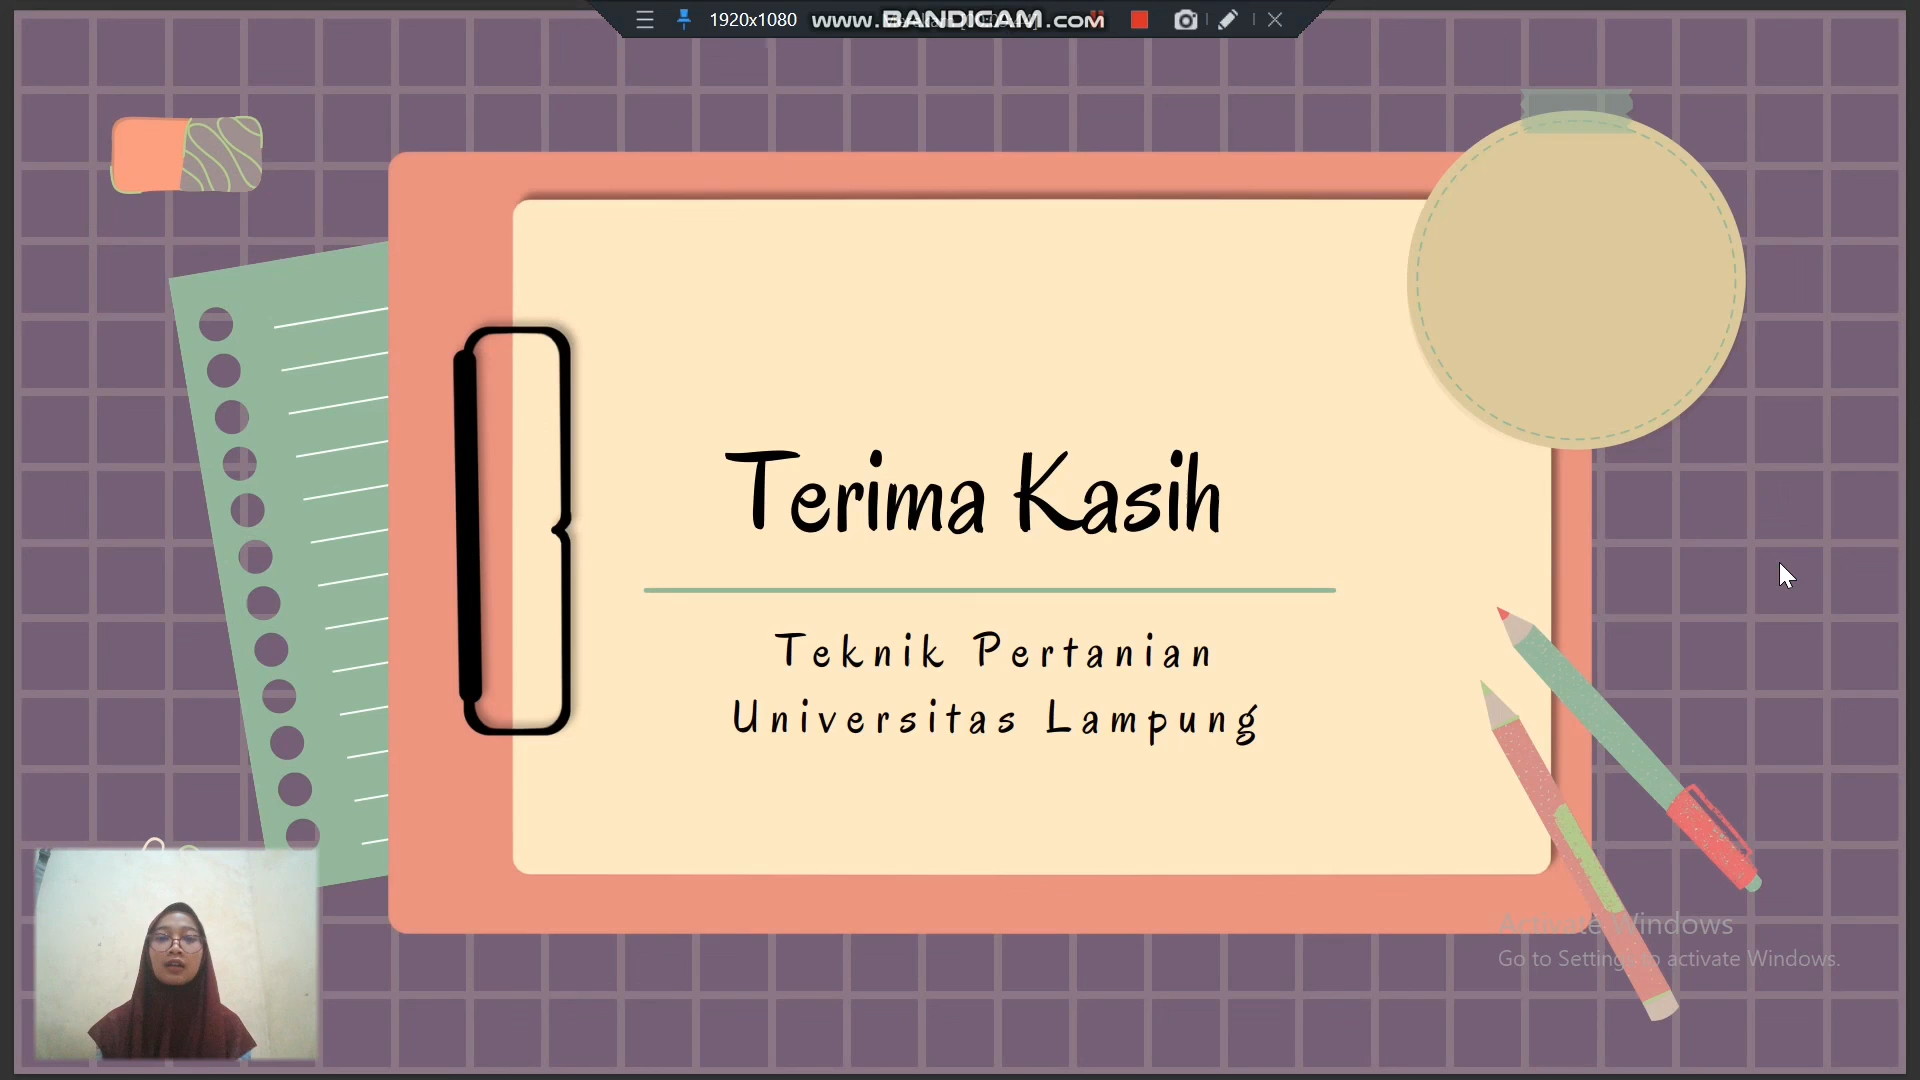 1920x1080 www.BANDICAM.com
Terima Kasih
Teknik Pertanian
Universitas Lampung
Activate Windows
Go to Settings to activate Windows.